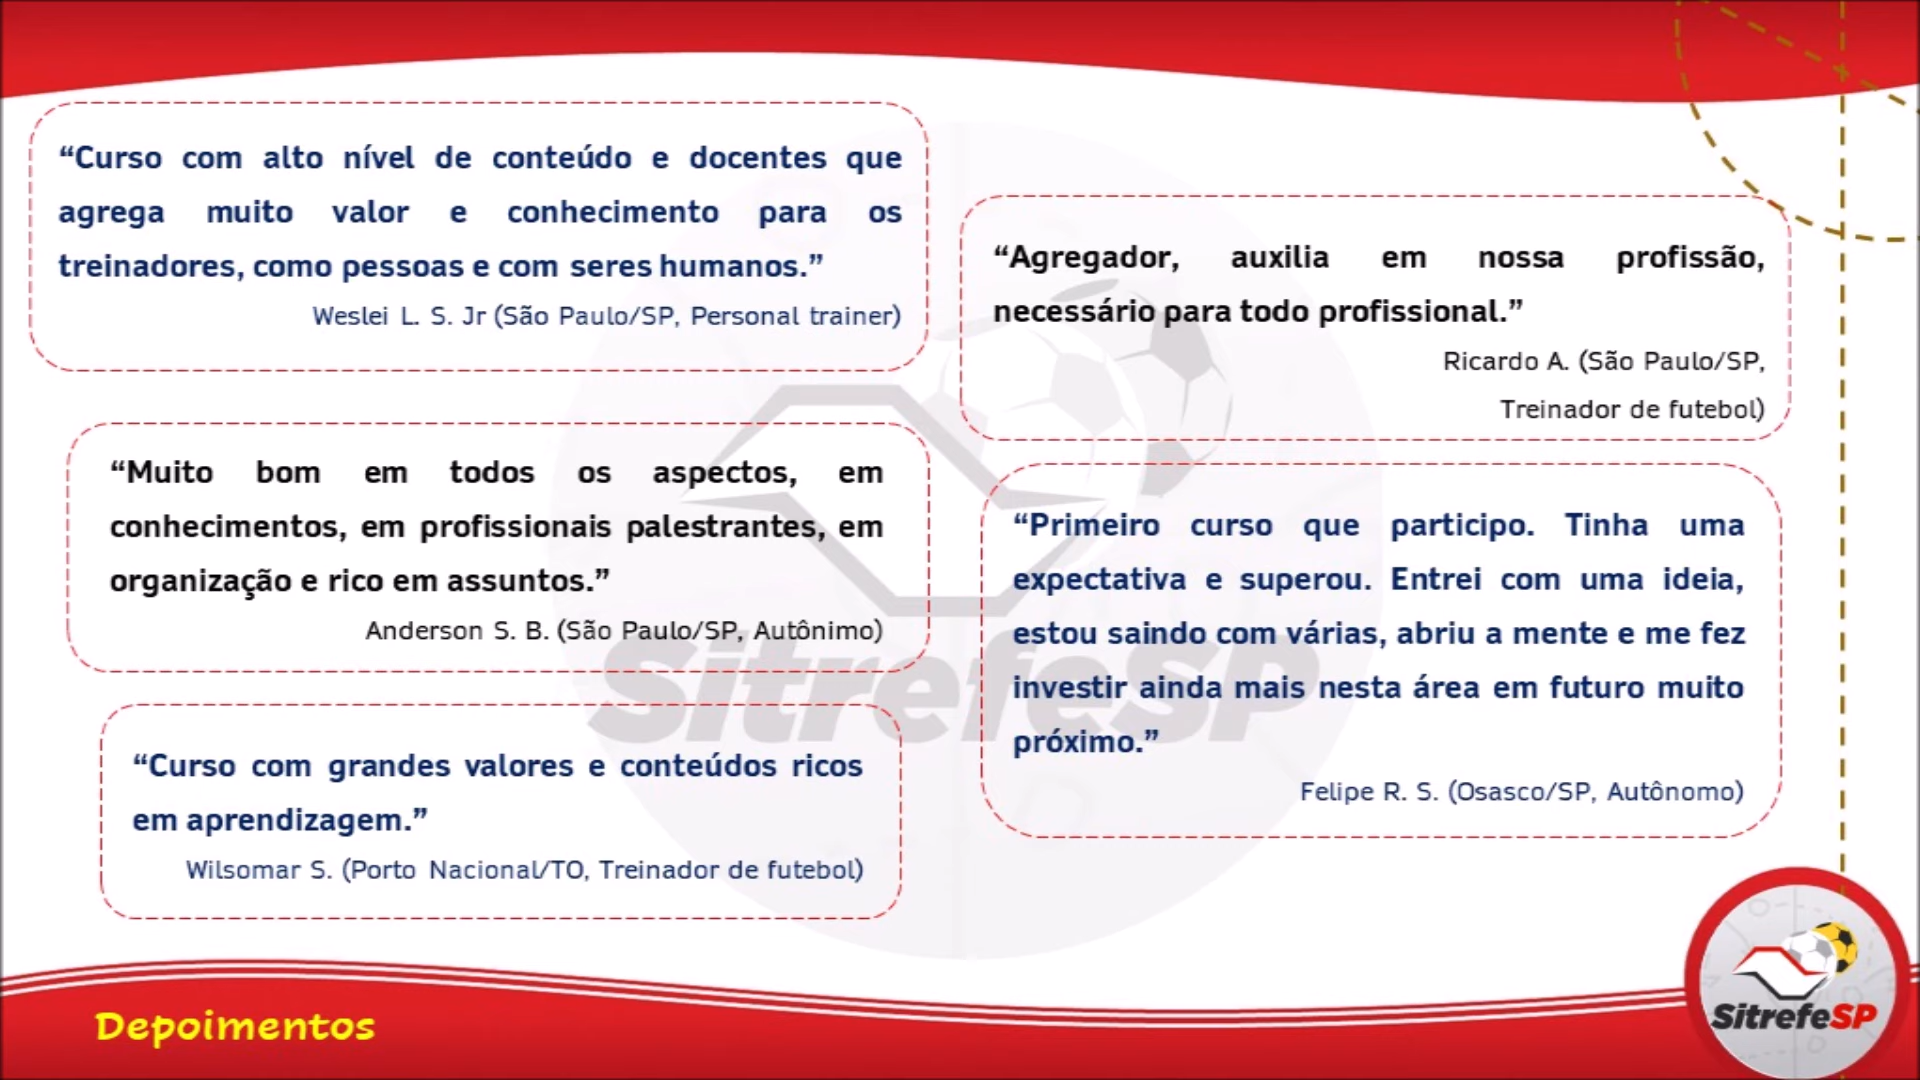 “Curso com alto nível de conteúdo e docentes que
agrega muito valor e conhecimento para os
treinadores, como pessoas e com seres humanos.”
Weslei L. S. Jr (São Paulo/SP, Personal trainer)
“Muito bom em todos os aspectos, em
conhecimentos, em profissionais palestrantes, em
organização e rico em assuntos.”
Anderson S. B. (São Paulo/SP, Autônimo)
“Curso com grandes valores e conteúdos ricos
em aprendizagem.”
Wilsomar S. (Porto Nacional/TO, Treinador de futebol)
“Agregador, auxilia em nossa profissão,
necessário para todo profissional.”
Ricardo A. (São Paulo/SP,
Treinador de futebol)
“Primeiro curso que participo. Tinha uma
expectativa e superou. Entrei com uma ideia,
estou saindo com várias, abriu a mente e me fez
investir ainda mais nesta área em futuro muito
próximo.”
Felipe R. S. (Osasco/SP, Autônomo)
SitrefeSP
Depoimentos
SitrefeSP